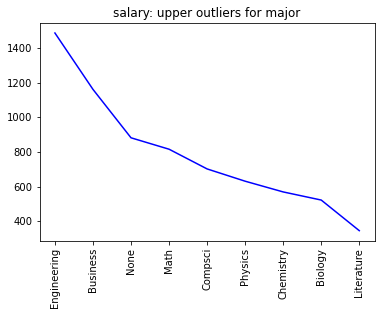 salary: upper outliers for major
1400
1200
1000
800
600
400
Engineering
Business
None
Math
Compsci
Physics
Chemistry
Biology
Literature